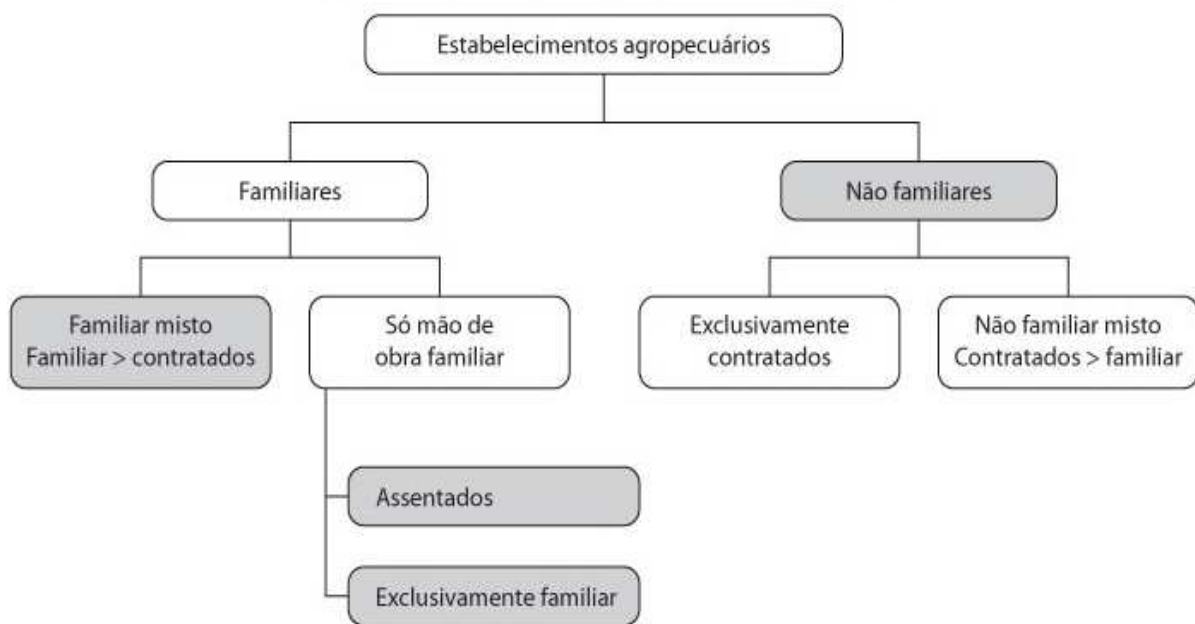 Estabelecimentos agropecuários
Familiares
Não familiares
Familiar misto
Familiar > contratados
Só mão de
obra familiar
Exclusivamente
contratados
Não familiar misto
Contratados > familiar
Assentados
Exclusivamente familiar